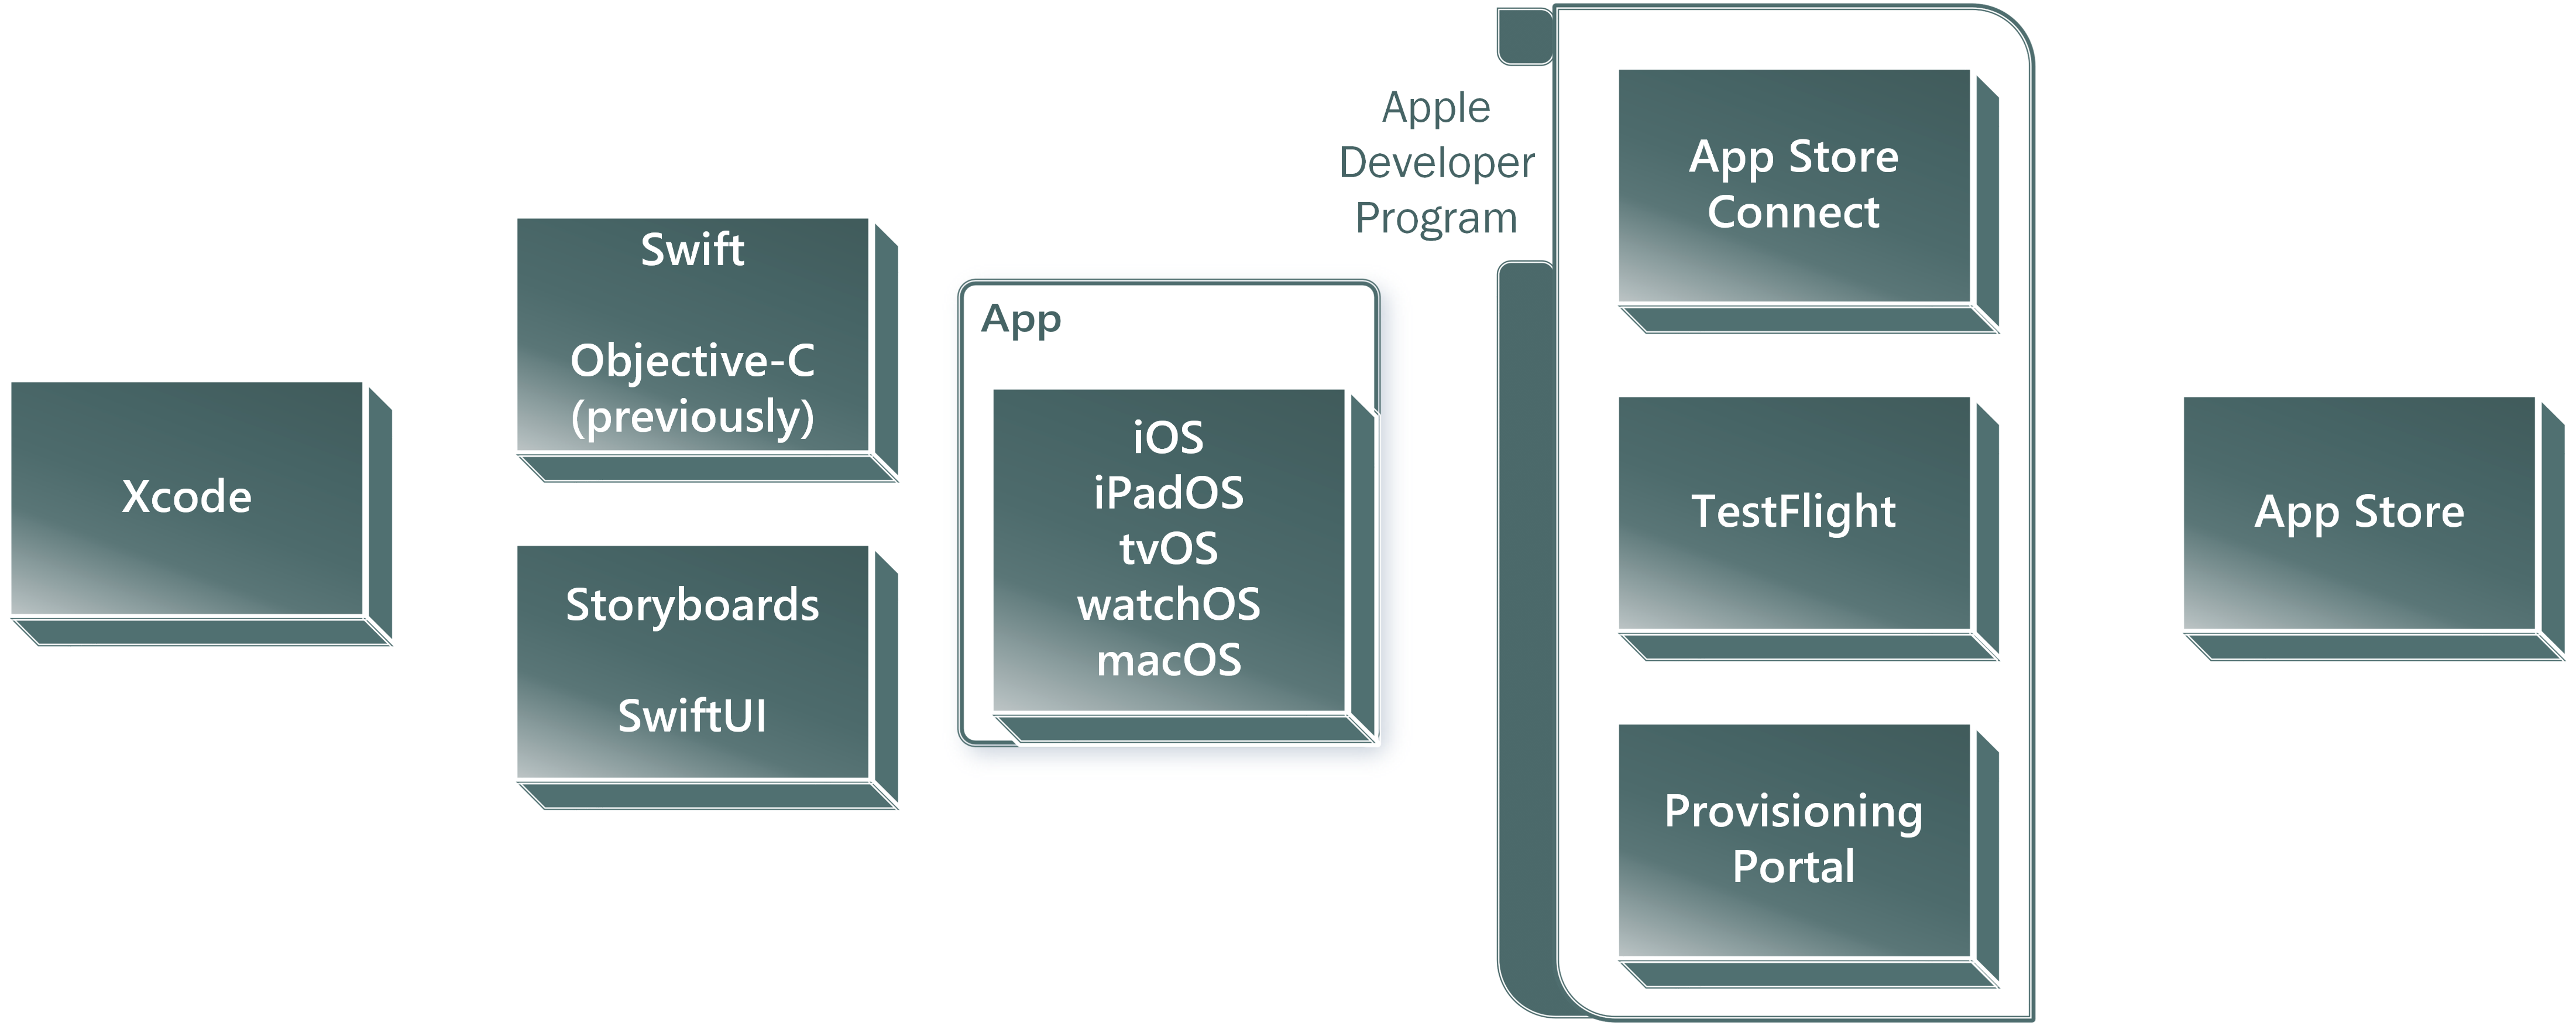 Xcode
Swift
Objective-C
(previously)
Storyboards
SwiftUI
App
iOS
iPadOS
tvOS
watchOS
macOS
Apple
Developer
Program
App Store
Connect
TestFlight
Provisioning
Portal
App Store